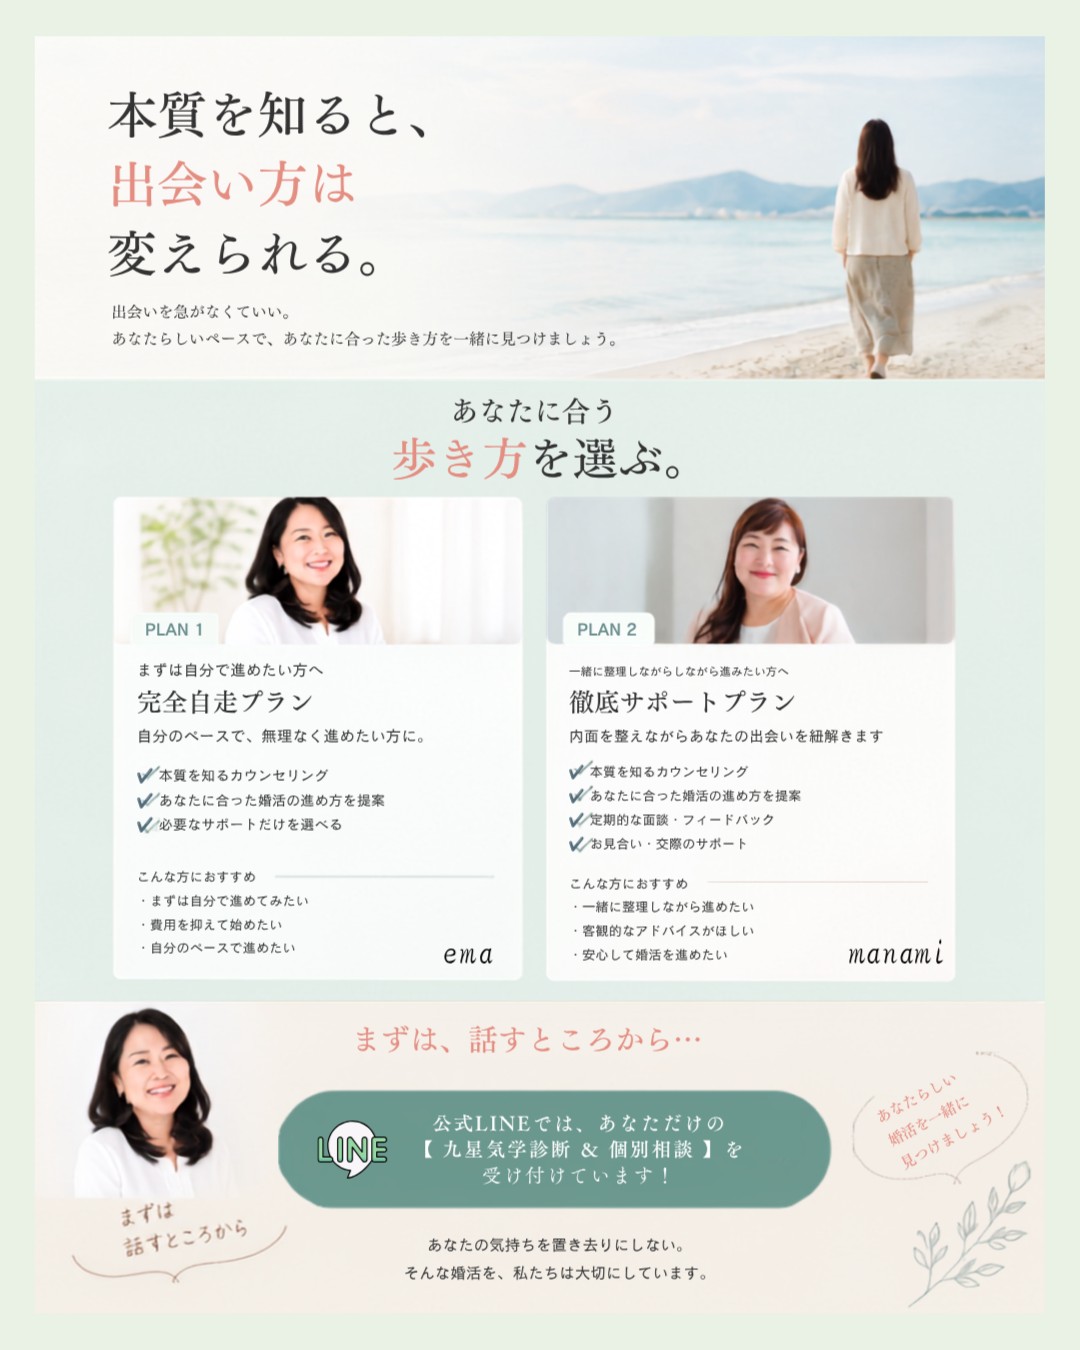 本質を知ると、
出会い方は
変えられる。
出会いを急がなくていい。
あなたらしいペースで、あなたに合った歩き方を一緒に見つけましょう。
あなたに合う
歩き方を選ぶ。
PLAN 1
まずは自分で進めたい方へ
完全自走プラン
自分のペースで、無理なく進めたい方に。
本質を知るカウンセリング
あなたに合った婚活の進め方を提案
必要なサポートだけを選べる
こんな方におすすめ
・まずは自分で進めてみたい
・費用を抑えて始めたい
・自分のペースで進めたい
ema
PLAN 2
一緒に整理しながらしながら進みたい方へ
徹底サポートプラン
内面を整えながらあなたの出会いを紐解きます
本質を知るカウンセリング
あなたに合った婚活の進め方を提案
定期的な面談・フィードバック
お見合い・交際のサポート
こんな方におすすめ
・一緒に整理しながら進めたい
・客観的なアドバイスがほしい
・安心して婚活を進めたい
manami
まずは、話すところから…
LINE
公式LINEでは、あなただけの
【 九星気学診断 & 個別相談 】を
受け付けています！
あなたらしい
婚活を一緒に
見つけましょう！
まずは
話すところから
あなたの気持ちを置き去りにしない。
そんな婚活を、私たちは大切にしています。